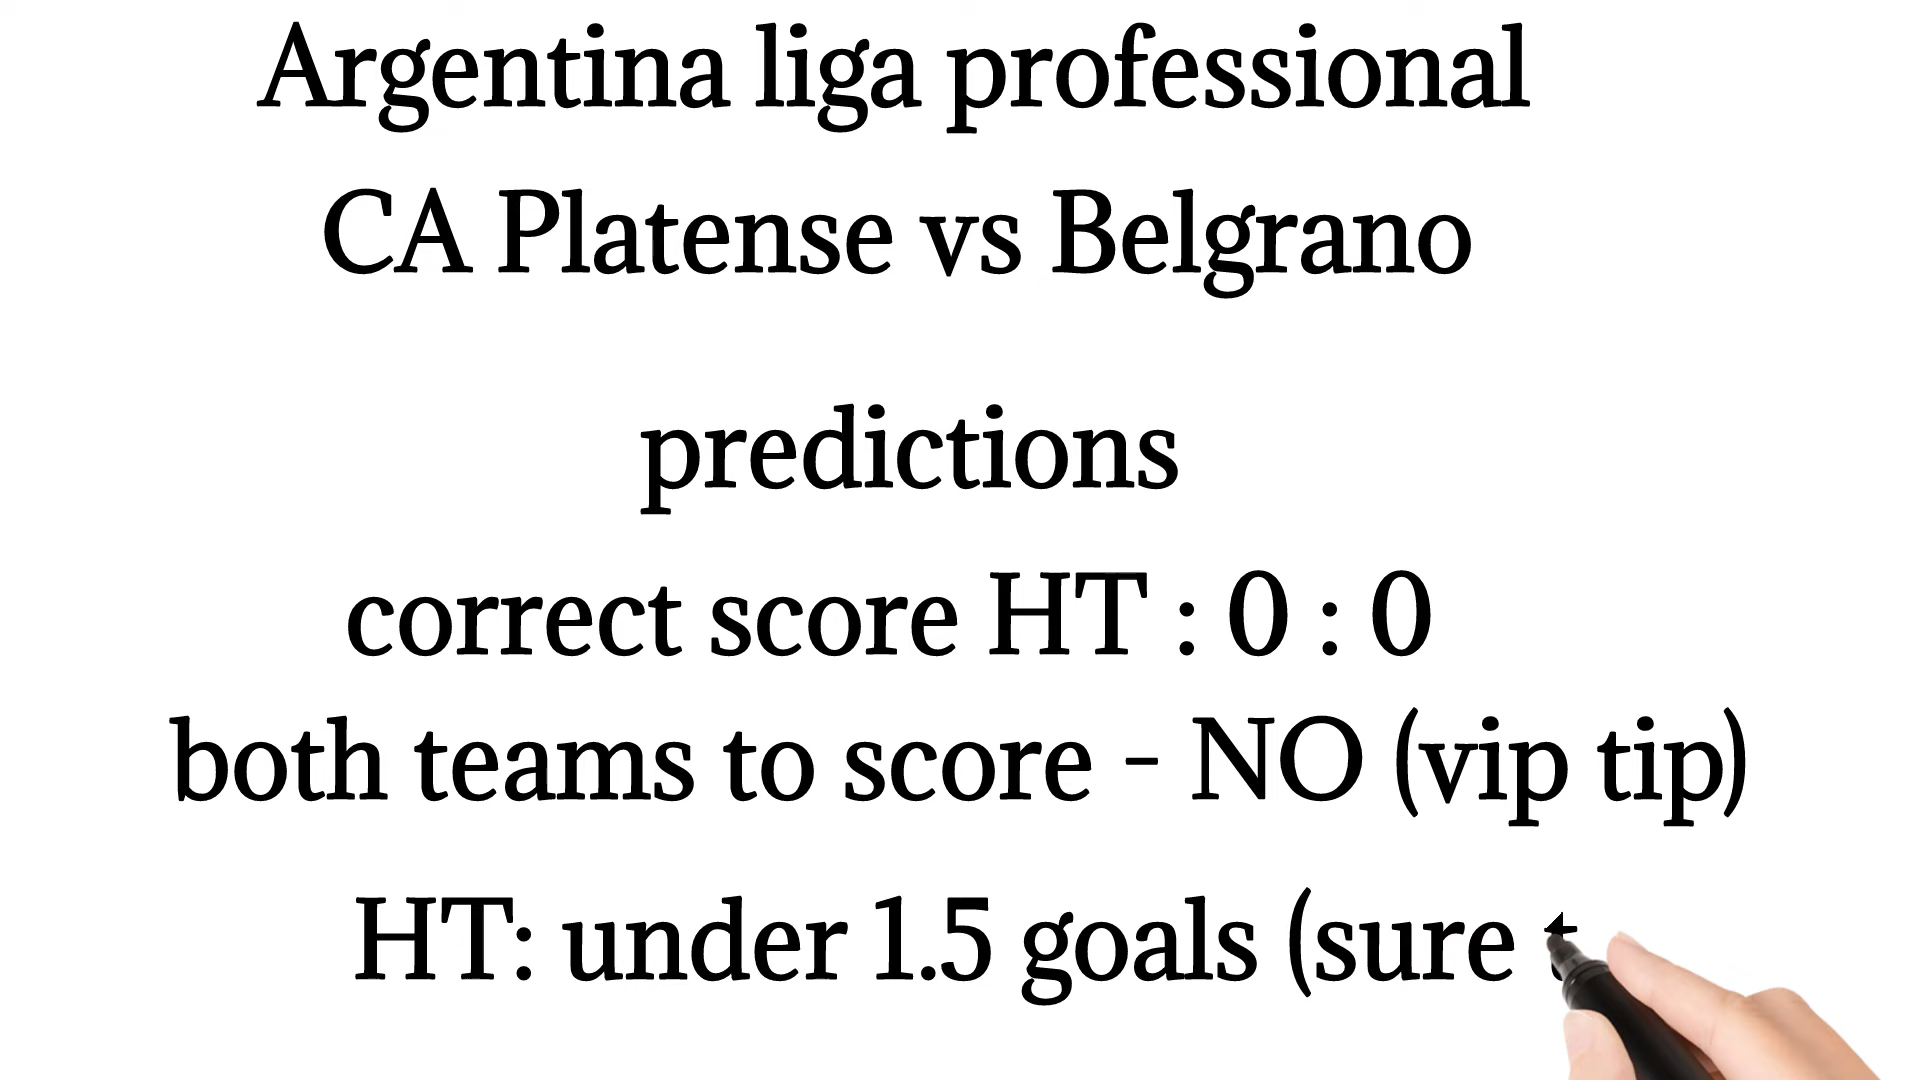 Argentina liga professional
CA Platense vs Belgrano
predictions
correct score HT : 0 : 0
both teams to score - NO (vip tip)
HT: under 1.5 goals (sure